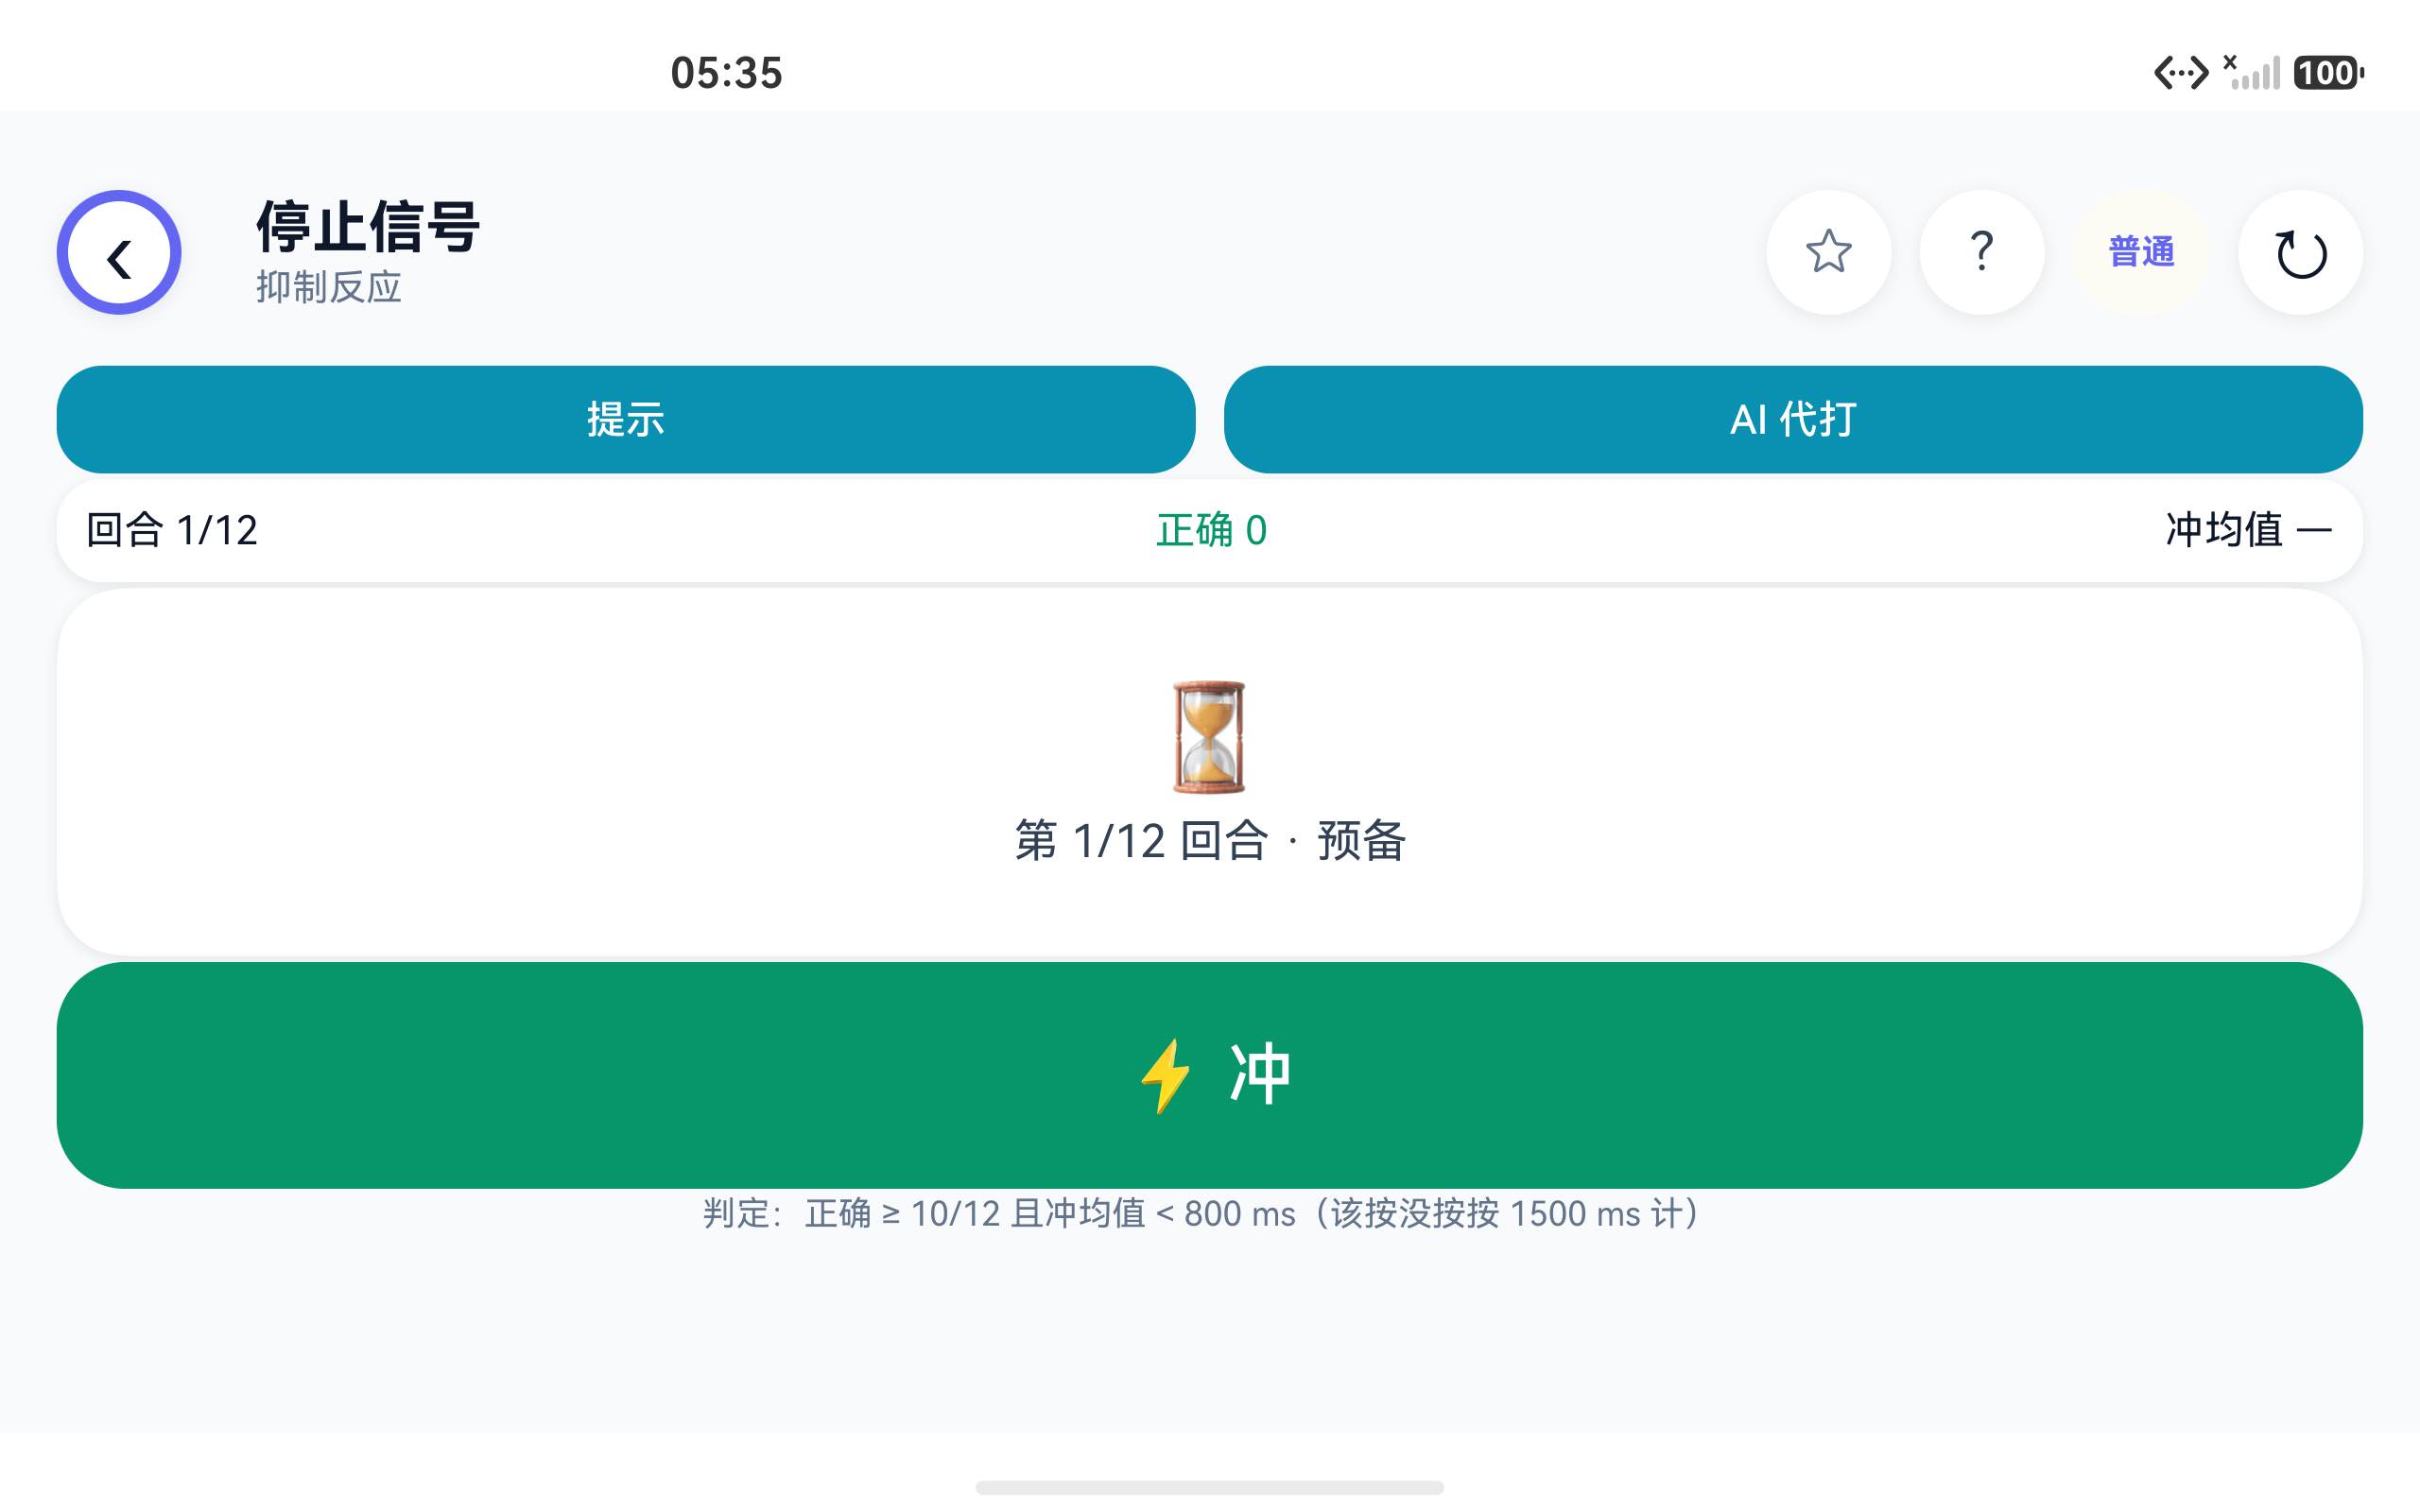 05:35
100
停止信号
抑制反应
?
普通
提示
AI 代打
回合 1/12
正确 0
冲均值 —
第 1/12 回合 · 预备
⚡ 冲
判定：正确 ≥ 10/12 且冲均值 < 800 ms（该按没按按 1500 ms 计）